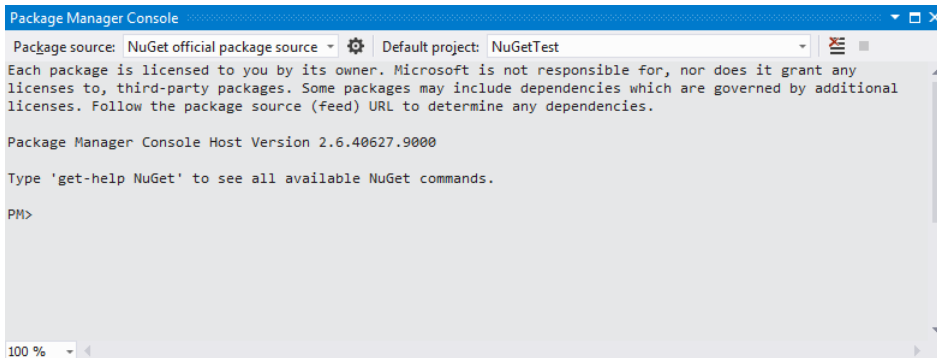 Package Manager Console
Package source: NuGet official package source Default project: NuGetTest
Each package is licensed to you by its owner. Microsoft is not responsible for, nor does it grant any
licenses to, third-party packages. Some packages may include dependencies which are governed by additional
licenses. Follow the package source (feed) URL to determine any dependencies.
Package Manager Console Host Version 2.6.40627.9000
Type 'get-help NuGet' to see all available NuGet commands.
PM>
100 %